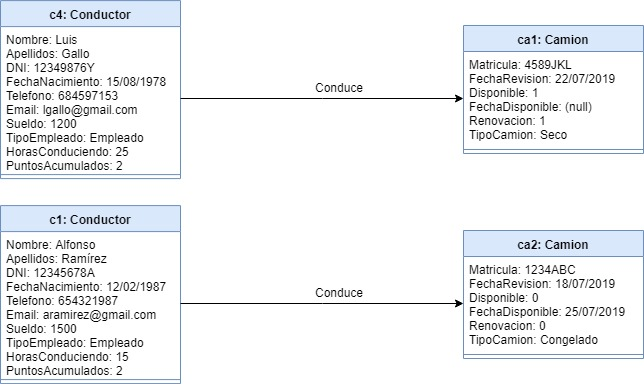 c4: Conductor
Nombre: Luis
Apellidos: Gallo
DNI: 12349876Y
FechaNacimiento: 15/08/1978
Telefono: 684597153
Email: lgallo@gmail.com
Sueldo: 1200
TipoEmpleado: Empleado
HorasConduciendo: 25
PuntosAcumulados: 2
Conduce
ca1: Camion
Matricula: 4589JKL
FechaRevision: 22/07/2019
Disponible: 1
FechaDisponible: (null)
Renovacion: 1
TipoCamion: Seco
c1: Conductor
Nombre: Alfonso
Apellidos: Ramírez
DNI: 12345678A
FechaNacimiento: 12/02/1987
Telefono: 654321987
Email: aramirez@gmail.com
Sueldo: 1500
TipoEmpleado: Empleado
HorasConduciendo: 15
PuntosAcumulados: 2
Conduce
ca2: Camion
Matricula: 1234ABC
FechaRevision: 18/07/2019
Disponible: 0
FechaDisponible: 25/07/2019
Renovacion: 0
TipoCamion: Congelado